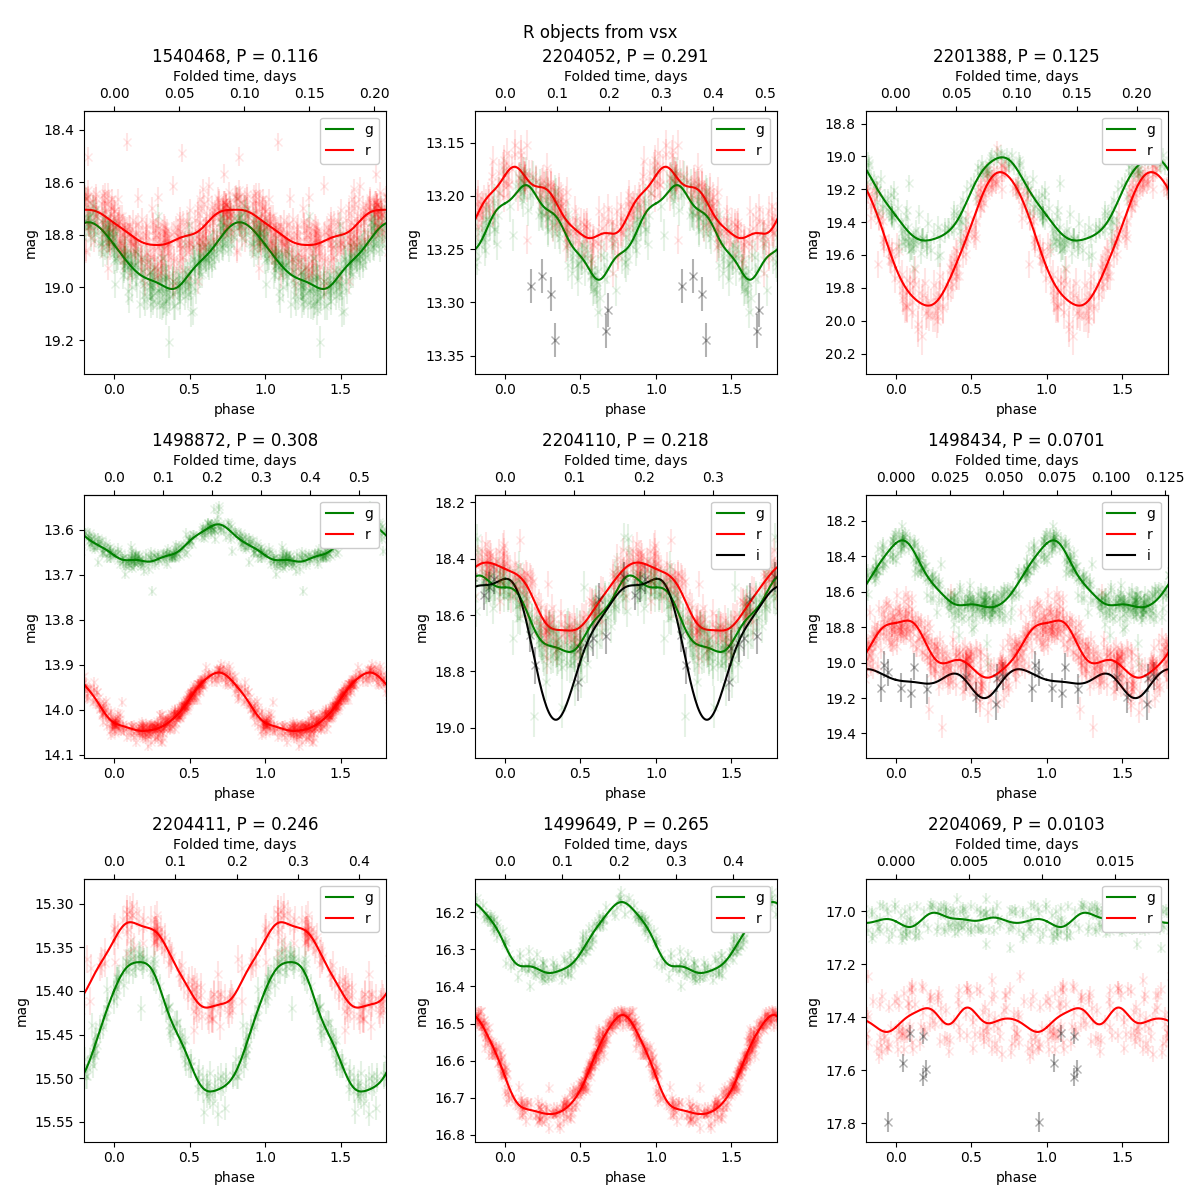 R objects from vsx
1540468, P = 0.116
Folded time, days
0.00 0.05 0.10 0.15 0.20
18.4
18.6
18.8
19.0
19.2
mag
g
r
0.0 0.5 1.0 1.5
phase
2204052, P = 0.291
Folded time, days
0.0 0.1 0.2 0.3 0.4 0.5
13.15
13.20
13.25
13.30
13.35
mag
g
r
0.0 0.5 1.0 1.5
phase
2201388, P = 0.125
Folded time, days
0.00 0.05 0.10 0.15 0.20
18.8
19.0
19.2
19.4
19.6
19.8
20.0
20.2
mag
g
r
0.0 0.5 1.0 1.5
phase
1498872, P = 0.308
Folded time, days
0.0 0.1 0.2 0.3 0.4 0.5
13.6
13.7
13.8
13.9
14.0
14.1
mag
g
r
0.0 0.5 1.0 1.5
phase
2204110, P = 0.218
Folded time, days
0.0 0.1 0.2 0.3
18.2
18.4
18.6
18.8
19.0
mag
g
r
i
0.0 0.5 1.0 1.5
phase
1498434, P = 0.0701
Folded time, days
0.000 0.025 0.050 0.075 0.100 0.125
18.2
18.4
18.6
18.8
19.0
19.2
19.4
mag
g
r
i
0.0 0.5 1.0 1.5
phase
2204411, P = 0.246
Folded time, days
0.0 0.1 0.2 0.3 0.4
15.30
15.35
15.40
15.45
15.50
15.55
mag
g
r
0.0 0.5 1.0 1.5
phase
1499649, P = 0.265
Folded time, days
0.0 0.1 0.2 0.3 0.4
16.2
16.3
16.4
16.5
16.6
16.7
16.8
mag
g
r
0.0 0.5 1.0 1.5
phase
2204069, P = 0.0103
Folded time, days
0.000 0.005 0.010 0.015
17.0
17.2
17.4
17.6
17.8
mag
g
r
0.0 0.5 1.0 1.5
phase